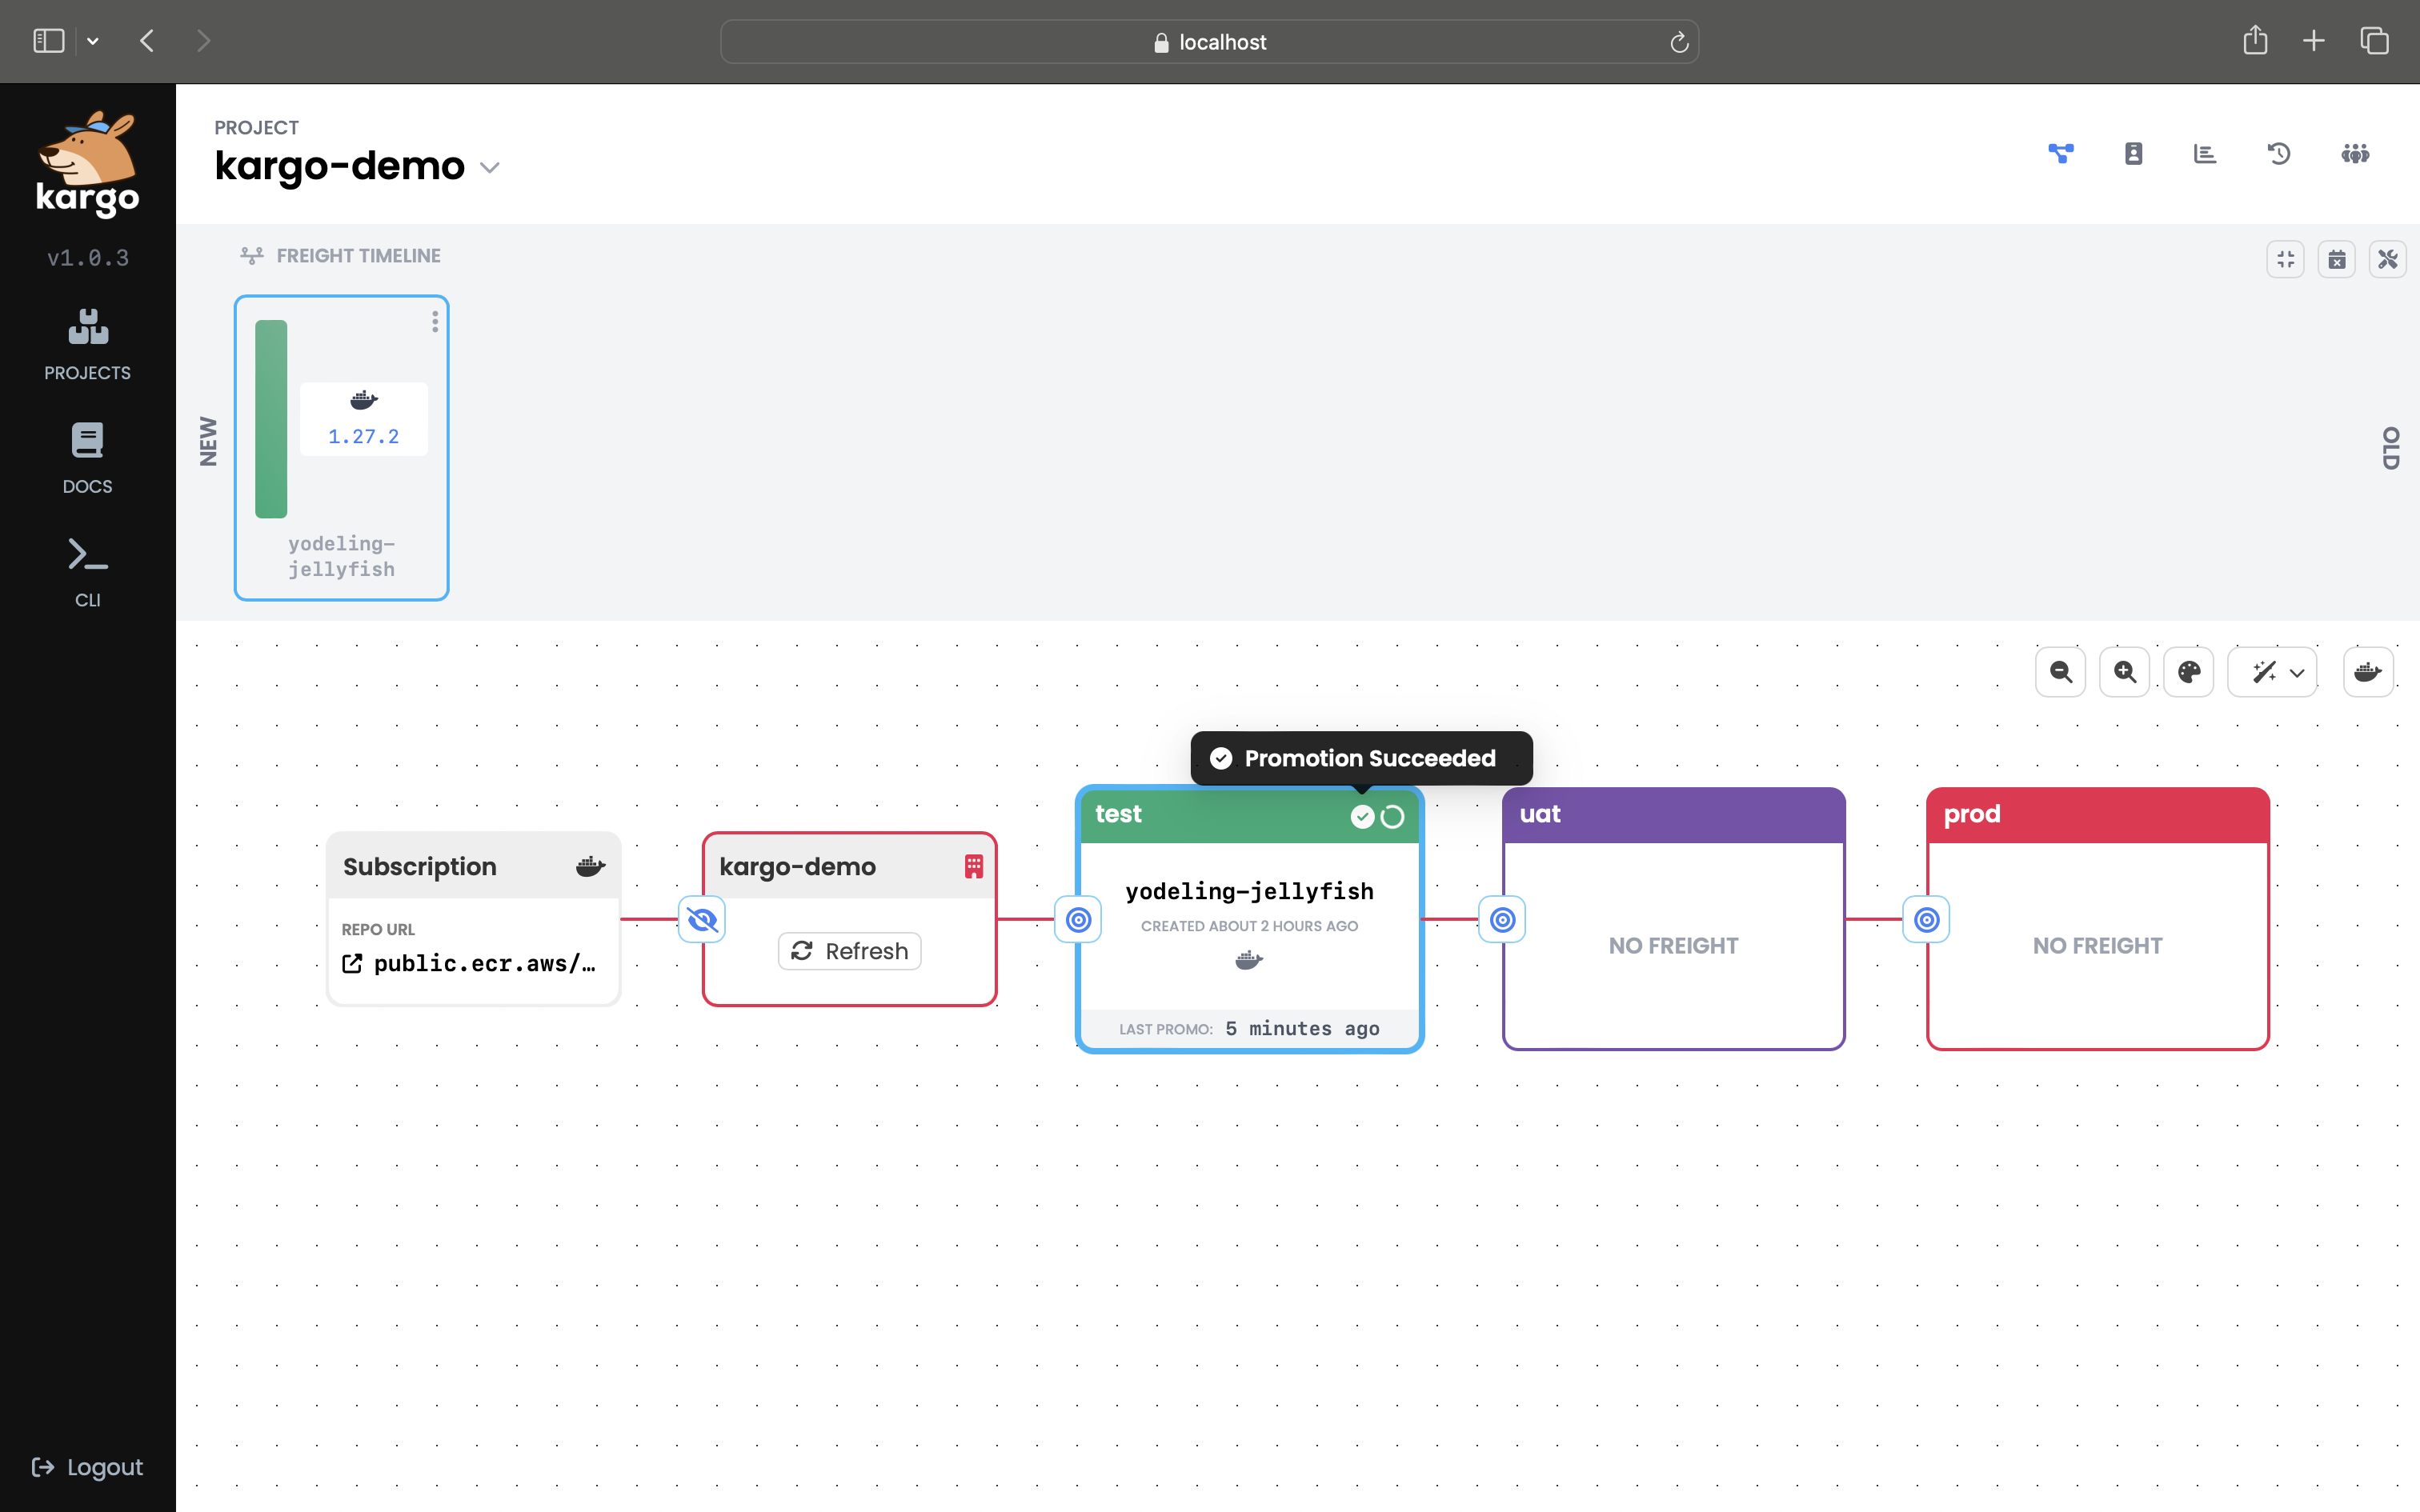 localhost
kargo
v1.0.3
PROJECTS
DOCS
CLI
Logout
PROJECT
kargo-demo
FREIGHT TIMELINE
NEW
1.27.2
yodeling-
jellyfish
OLD
Promotion Succeeded
Subscription
REPO URL
public.ecr.aws/…
kargo-demo
Refresh
test
yodeling-jellyfish
CREATED ABOUT 2 HOURS AGO
LAST PROMO: 5 minutes ago
uat
NO FREIGHT
prod
NO FREIGHT